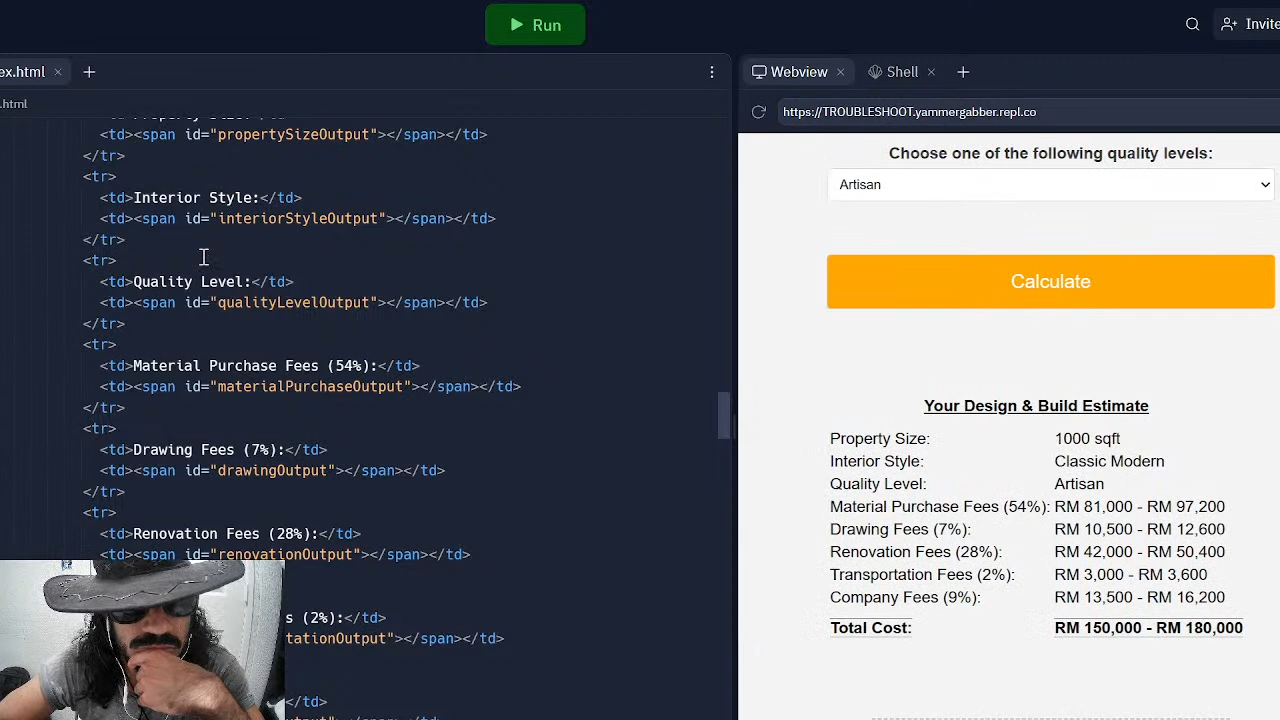 Run
Invite
ex.html
Webview
Shell
.html
https://TROUBLESHOOT.yammergabber.repl.co
<td><span id="propertySizeOutput"></span></td>
</tr>
<tr>
<td>Interior Style:</td>
<td><span id="interiorStyleOutput"></span></td>
</tr>
<tr>
<td>Quality Level:</td>
<td><span id="qualityLevelOutput"></span></td>
</tr>
<tr>
<td>Material Purchase Fees (54%):</td>
<td><span id="materialPurchaseOutput"></span></td>
</tr>
<tr>
<td>Drawing Fees (7%):</td>
<td><span id="drawingOutput"></span></td>
</tr>
<tr>
<td>Renovation Fees (28%):</td>
<td><span id="renovationOutput"></span></td>
s (2%):</td>
tationOutput"></span></td>
</td>
Choose one of the following quality levels:
Artisan
Calculate
Your Design & Build Estimate
Property Size: 1000 sqft
Interior Style: Classic Modern
Quality Level: Artisan
Material Purchase Fees (54%): RM 81,000 - RM 97,200
Drawing Fees (7%): RM 10,500 - RM 12,600
Renovation Fees (28%): RM 42,000 - RM 50,400
Transportation Fees (2%): RM 3,000 - RM 3,600
Company Fees (9%): RM 13,500 - RM 16,200
Total Cost: RM 150,000 - RM 180,000